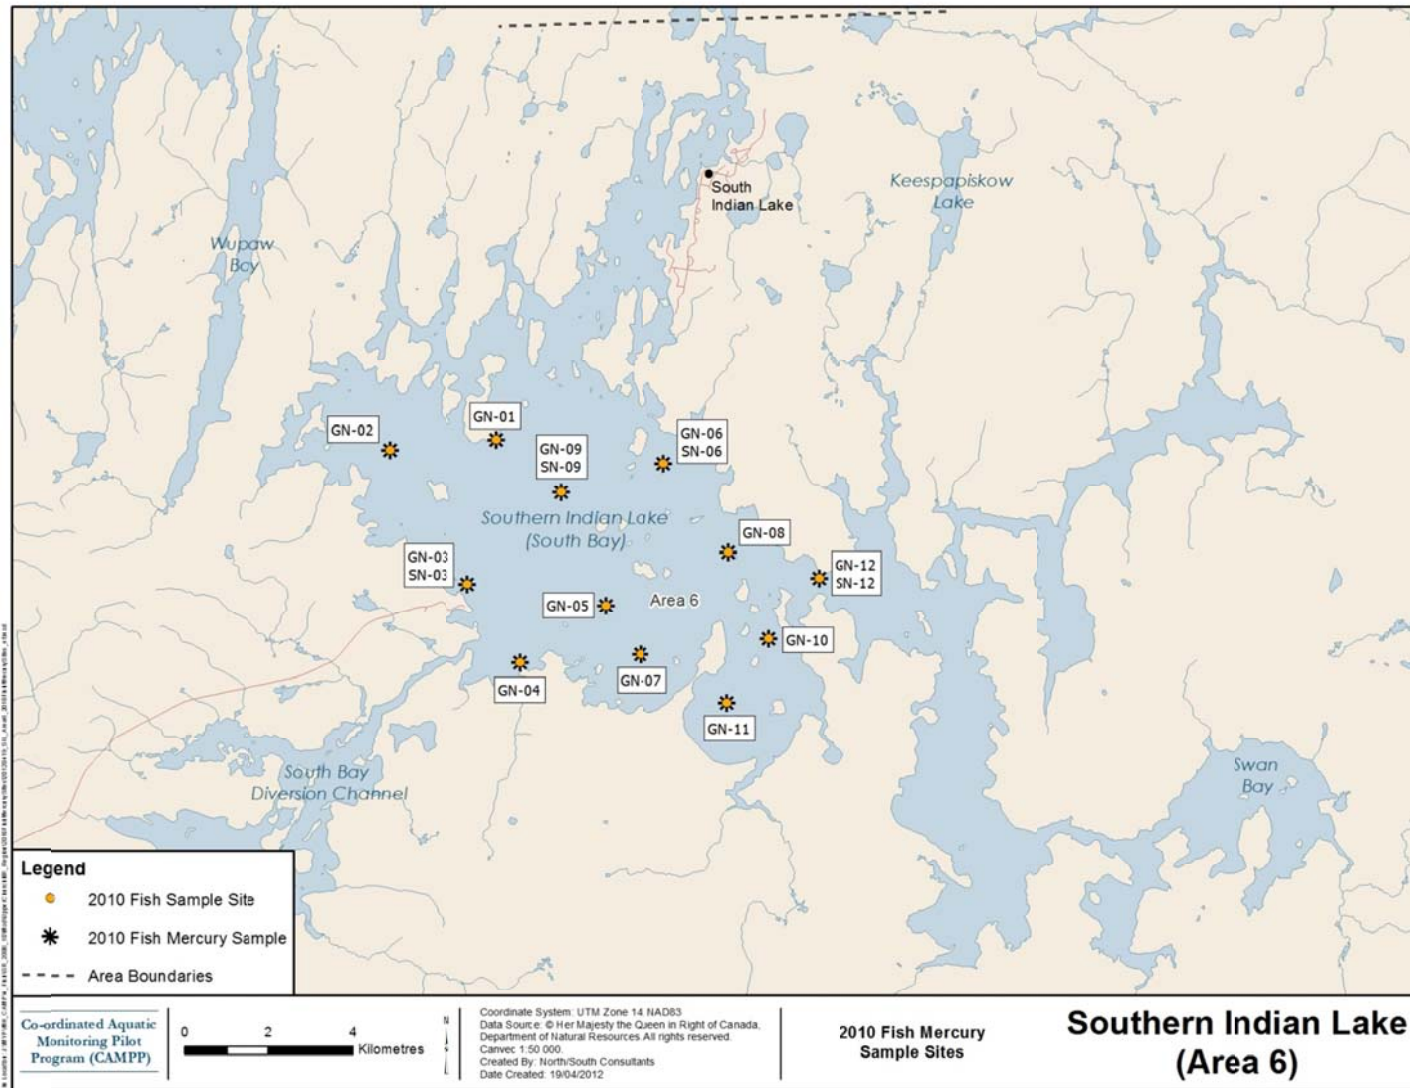 South
Indian Lake
Keespapiskow
Lake
Wupaw
Bay
GN-01
GN-02
GN-09
SN-09
GN-06
SN-06
Southern Indian Lake
(South Bay)
GN-08
GN-03
SN-03
GN-12
SN-12
GN-05
Area 6
GN-10
GN-07
GN-04
GN-11
South Bay
Diversion Channel
Swan
Bay
Legend
2010 Fish Sample Site
2010 Fish Mercury Sample
Area Boundaries
Co-ordinated Aquatic
Monitoring Pilot
Program (CAMPP)
0 2 4
Kilometres
N
Coordinate System: UTM Zone 14 NAD83
Data Source: © Her Majesty the Queen in Right of Canada,
Department of Natural Resources.All rights reserved.
Canvec 1:50 000.
Created By: North/South Consultants
Date Created: 19/04/2012
2010 Fish Mercury
Sample Sites
Southern Indian Lake
(Area 6)